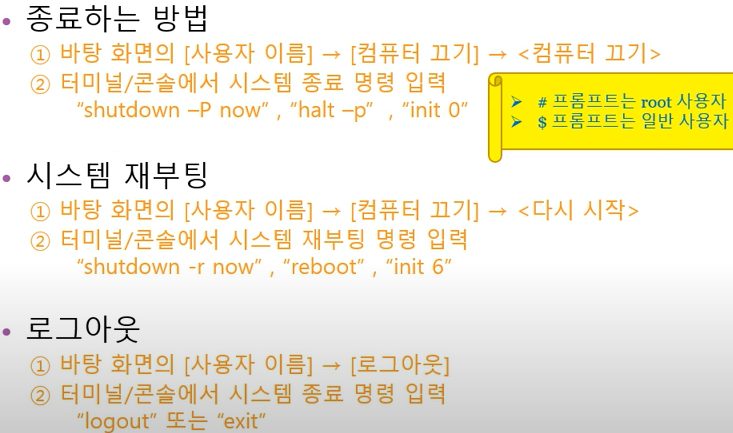 • 종료하는 방법
① 바탕 화면의 [사용자 이름] → [컴퓨터 끄기] → <컴퓨터 끄기>
② 터미널/콘솔에서 시스템 종료 명령 입력
“shutdown –P now” , ”halt –p” , “init 0”
➢ # 프롬프트는 root 사용자
➢ $ 프롬프트는 일반 사용자
• 시스템 재부팅
① 바탕 화면의 [사용자 이름] → [컴퓨터 끄기] → <다시 시작>
② 터미널/콘솔에서 시스템 재부팅 명령 입력
“shutdown -r now” , “reboot” , “init 6”
• 로그아웃
① 바탕 화면의 [사용자 이름] → [로그아웃]
② 터미널/콘솔에서 시스템 종료 명령 입력
“logout” 또는 “exit”